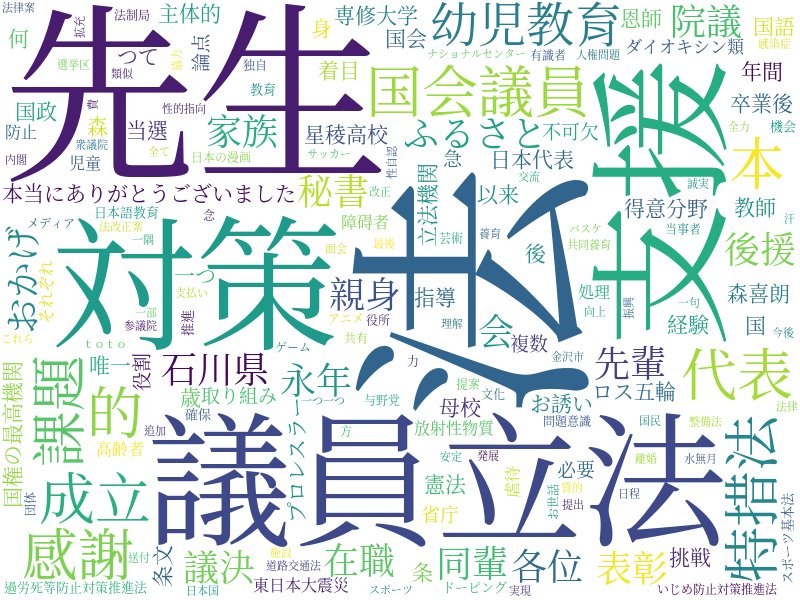 法律案
拡充
法制局
主体的
専修大学
幼児教育
恩師
院議
国語
感染症
何
選挙区
類似
つて
協力
独自
論点
身
国会
着目
ナショナルセンター
有識者
人権問題
ダイオキシン類
年間
先生
国会議員
支援
国政
防止
森
当選
教育
家族
性的指向
日本の漫画
星稜高校
サッカー
性自認
ふるさと
不可欠
卒業後
機会
衆議院
内閣
児童
全て
急
日本代表
全力
本
本当にありがとうございました
秘書
改正
立法機関
交流
以来
誠実
メディア
日本語教育
念
障害者
得意分野
教師
汗
おかげ
それぞれ
法改正案
一隅
対策
一つ
面会
最後
芸術
養育
後
バスケ
共同養育
当事者
後援
法
親身
指導
処理
一句
森喜朗
これら
一部
参議院
支払い
アニメ
役所
理解
会
向上
振興
経験
国
今後
toto
推進
ゲーム
共有
力
複数
金沢市
唯一
役割
石川県
永年
提案
文化
先輩
代表
国権の最高機関
課題
的
歳取り組み
一つ一つ
与野党
ロス五輪
お誘い
法律
確保
プロレスラー
母校
問題意識
国民
整備法
高齢者
追加
方
放射性物質
議員立法
特措法
団体
成立
安定
発展
憲法
虐待
必要
お世話
離婚
水無月
省庁
質的
提出
日程
感謝
条文
送付
議決
施設
在職
条
同輩
各位
表彰
挑戦
スポーツ基本法
過労死等防止対策推進法
日本国
東日本大震災
道路交通法
スポーツ
ドーピング
実現
いじめ防止対策推進法